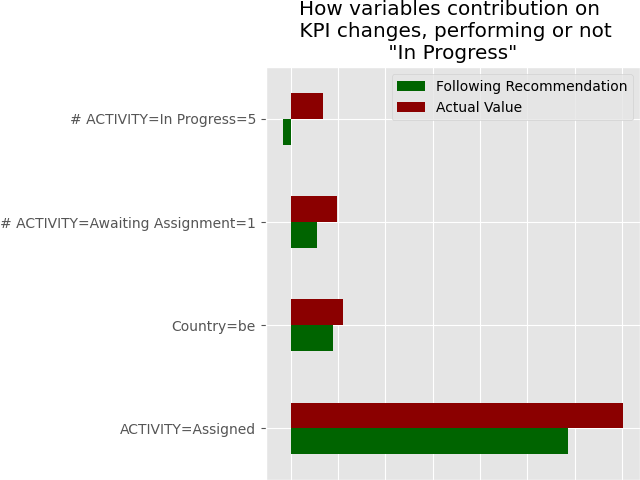 How variables contribution on
KPI changes, performing or not
"In Progress"
Following Recommendation
Actual Value
# ACTIVITY=In Progress=5
# ACTIVITY=Awaiting Assignment=1
Country=be
ACTIVITY=Assigned